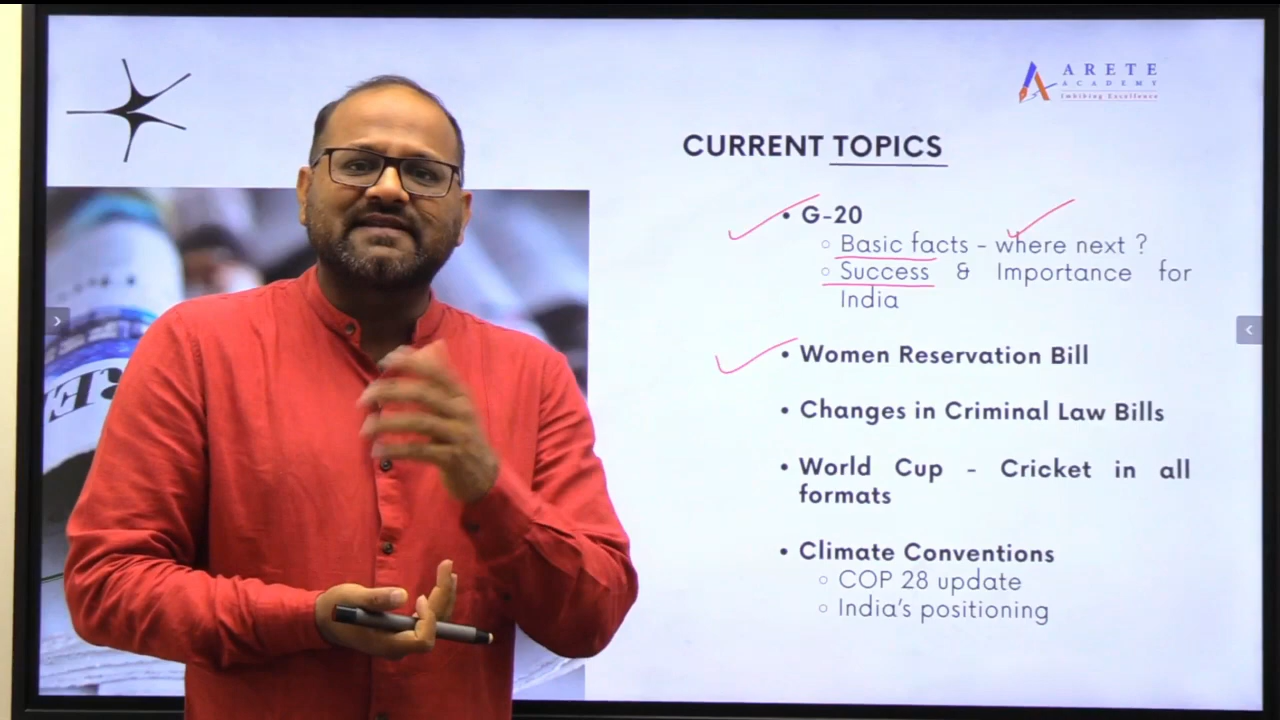 ARETE
ACADEMY
Imbibing Excellence
CURRENT TOPICS
• G-20
○ Basic facts - where next ?
○ Success & Importance for
India
• Women Reservation Bill
• Changes in Criminal Law Bills
• World Cup - Cricket in all
formats
• Climate Conventions
○ COP 28 update
○ India's positioning